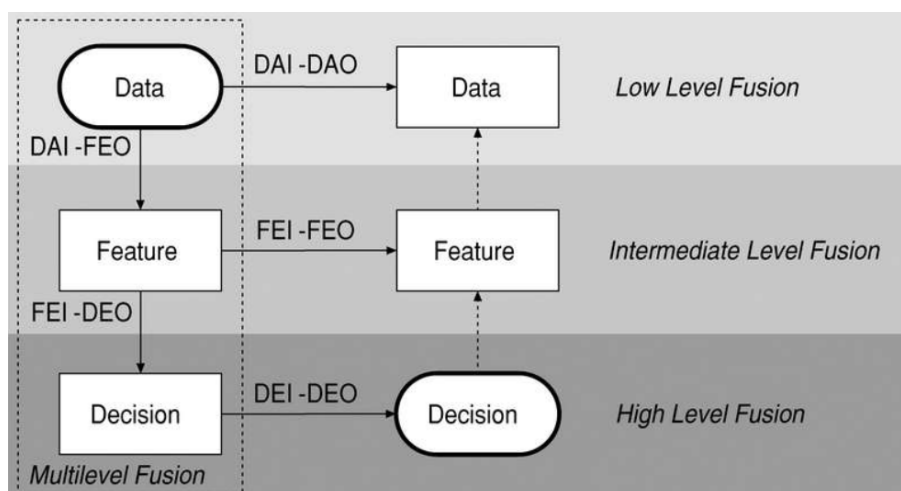 DAI -DAO
Data
Data
Low Level Fusion
DAI -FEO
FEI -FEO
Feature
Feature
Intermediate Level Fusion
FEI -DEO
DEI -DEO
Decision
Decision
High Level Fusion
Multilevel Fusion